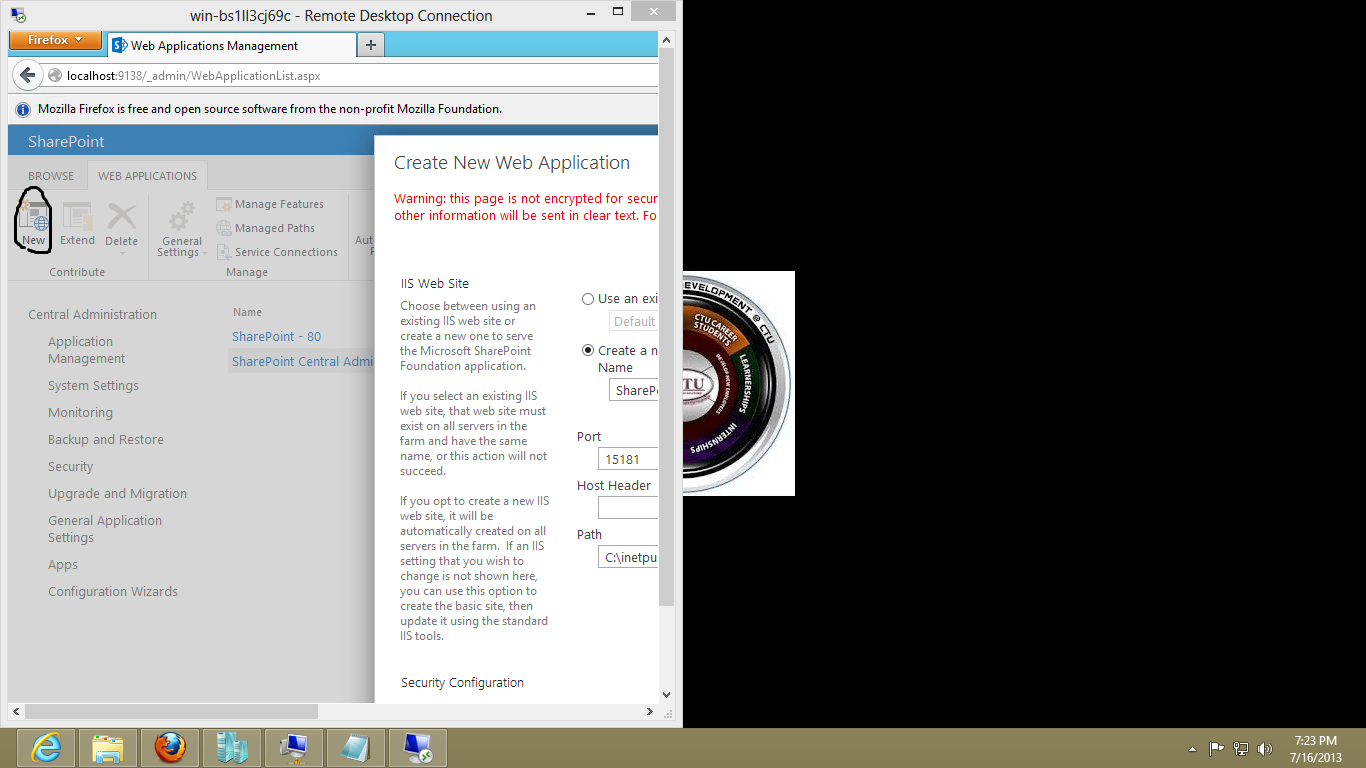 win-bs1ll3cj69c - Remote Desktop Connection
Firefox
Web Applications Management
localhost:9138/_admin/WebApplicationList.aspx
Mozilla Firefox is free and open source software from the non-profit Mozilla Foundation.
SharePoint
BROWSE
WEB APPLICATIONS
New
Extend
Delete
Contribute
General
Settings
Manage Features
Managed Paths
Service Connections
Manage
Aut
Central Administration
Application
Management
System Settings
Monitoring
Backup and Restore
Security
Upgrade and Migration
General Application
Settings
Apps
Configuration Wizards
Name
SharePoint - 80
SharePoint Central Admi
Create New Web Application
Warning: this page is not encrypted for secur
other information will be sent in clear text. Fo
IIS Web Site
Choose between using an
existing IIS web site or
create a new one to serve
the Microsoft SharePoint
Foundation application.
If you select an existing IIS
web site, that web site must
exist on all servers in the
farm and have the same
name, or this action will not
succeed.
If you opt to create a new IIS
web site, it will be
automatically created on all
servers in the farm.  If an IIS
setting that you wish to
change is not shown here,
you can use this option to
create the basic site, then
update it using the standard
IIS tools.
Security Configuration
Use an exi
Default
Create a n
Name
SharePo
Port
15181
Host Header
Path
C:\inetpu
EVELOPMENT @ CTU
CTU CAREER
STUDENTS
LEARNERSHIPS
INTERNSHIPS
DEVELOP NEW EMPLOYEES
TU
7:23 PM
7/16/2013